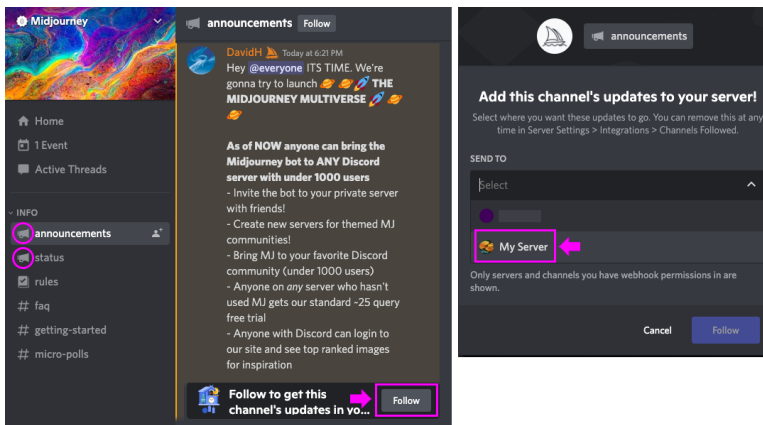 Midjourney
Home
1 Event
Active Threads
INFO
announcements
status
rules
faq
getting-started
micro-polls
announcements Follow
DavidH Today at 6:21 PM
Hey @everyone ITS TIME. We're
gonna try to launch 🪐 🪐 🚀 THE
MIDJOURNEY MULTIVERSE 🚀 🪐
🪐
As of NOW anyone can bring the
Midjourney bot to ANY Discord
server with under 1000 users
- Invite the bot to your private server
with friends!
- Create new servers for themed MJ
communities!
- Bring MJ to your favorite Discord
community (under 1000 users)
- Anyone on any server who hasn't
used MJ gets our standard ~25 query
free trial
- Anyone with Discord can login to
our site and see top ranked images
for inspiration
Follow to get this
channel's updates in yo...
Follow
announcements
Add this channel's updates to your server!
Select where you want these updates to go. You can remove this at any
time in Server Settings > Integrations > Channels Followed.
SEND TO
Select
My Server
Only servers and channels you have webhook permissions in are
shown.
Cancel Follow